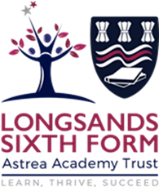 LONGSANDS
SIXTH FORM
Astrea Academy Trust
LEARN, THRIVE, SUCCEED